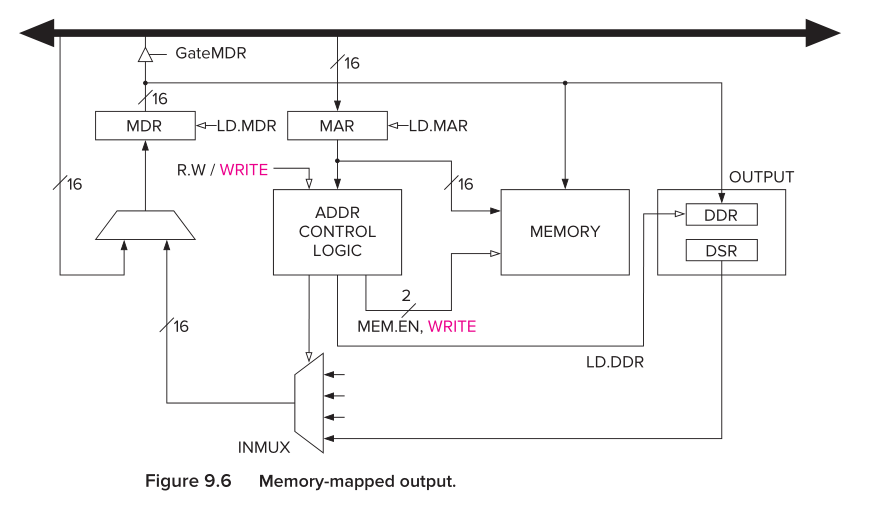 GateMDR
16
16
MDR
LD.MDR
MAR
LD.MAR
R.W / WRITE
16
16
OUTPUT
ADDR
CONTROL
LOGIC
MEMORY
DDR
DSR
2
MEM.EN, WRITE
16
LD.DDR
INMUX
Figure 9.6 Memory-mapped output.